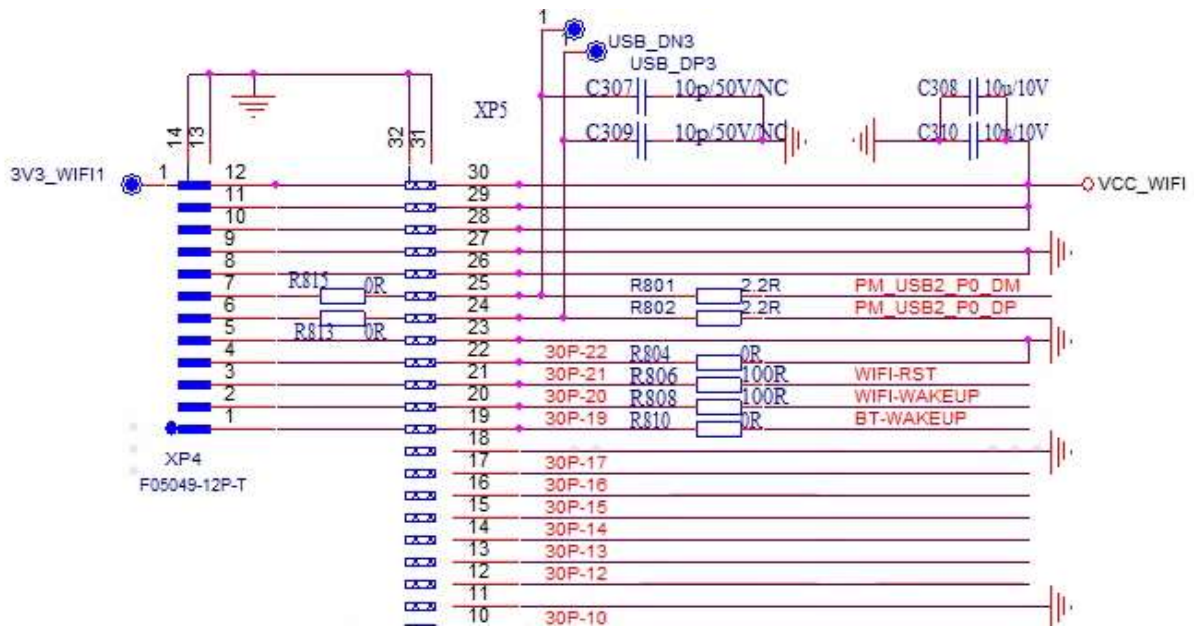 1
1
USB_DN3
USB_DP3
C307 10p/50V/NC
C308 10u/10V
XP5
14 13
32 31
C309 10p/50V/NC
C310 10u/10V
3V3_WIFI1 1
12 30
VCC_WIFI
11 29
10 28
9 27
8 26
7 R815 0R 25 R801 2.2R PM_USB2_P0_DM
6 24 R802 2.2R PM_USB2_P0_DP
5 R813 0R 23
4 22 30P-22 R804 0R
3 21 30P-21 R806 100R WIFI-RST
2 20 30P-20 R808 100R WIFI-WAKEUP
1 19 30P-19 R810 0R BT-WAKEUP
18
XP4
17 30P-17
F05049-12P-T
16 30P-16
15 30P-15
14 30P-14
13 30P-13
12 30P-12
11
10 30P-10